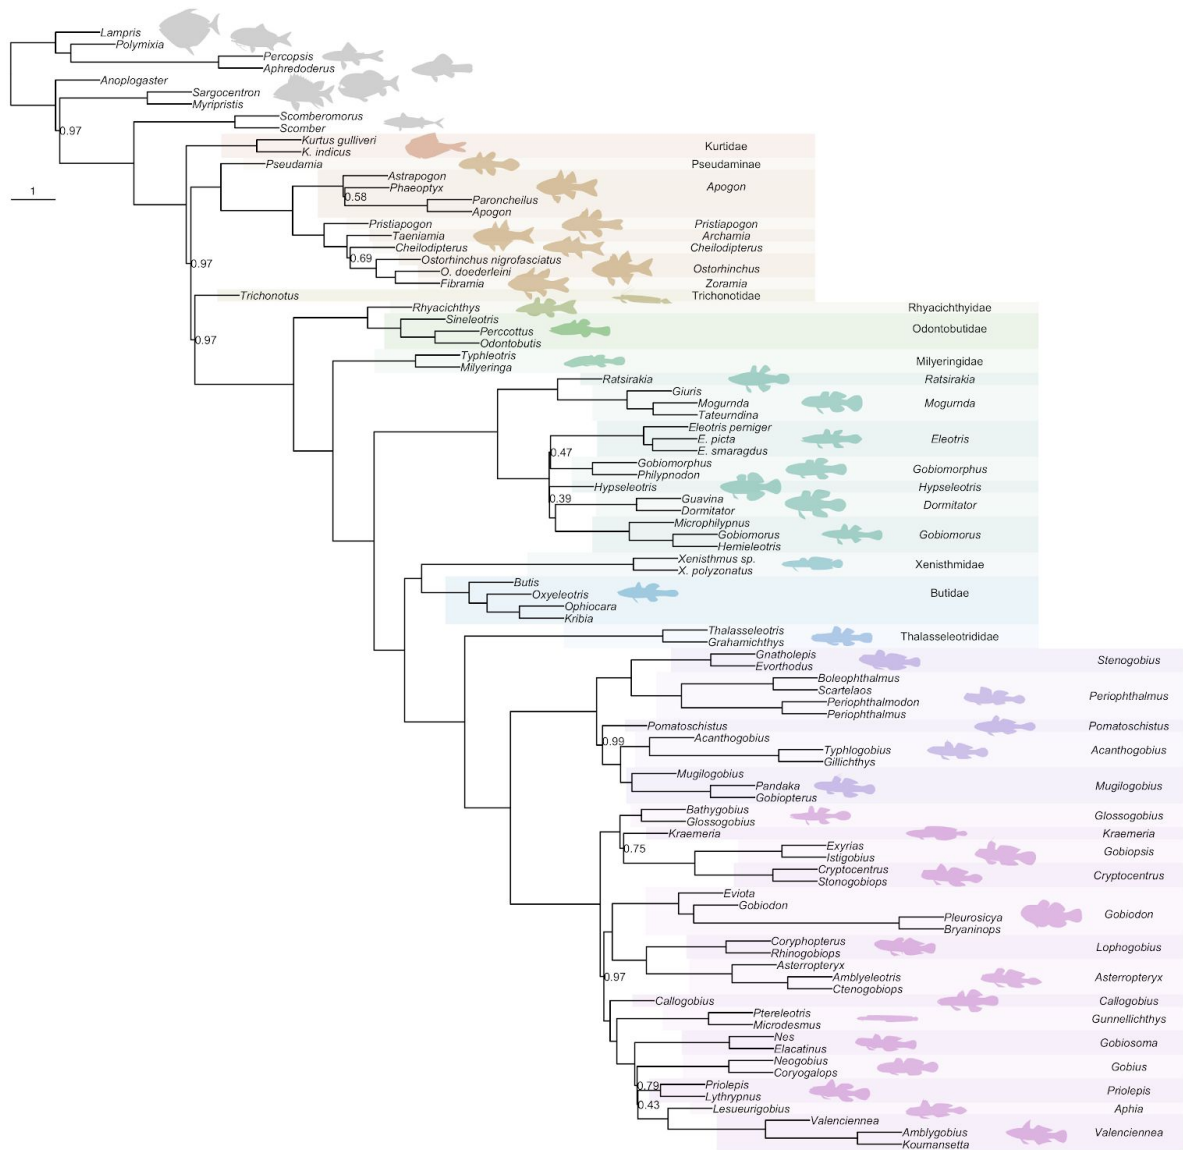 Lampris
Polymixia
Percopsis
Aphredoderus
Anoplogaster
Sargocentron
Myripristis
Scomberomorus
0.97
Scomber
Kurtus gulliveri
K. indicus
Kurtidae
Pseudamia
Pseudaminae
Astrapogon
Phaeoptyx
Apogon
1
0.58
Paroncheilus
Apogon
Pristiapogon
Pristiapogon
Taeniamia
Archamia
Cheilodipterus
Cheilodipterus
0.69
Ostorhinchus nigrofasciatus
0.97
O. doederleini
Ostorhinchus
Fibramia
Zoramia
Trichonotus
Trichonotidae
Rhyacichthys
Rhyacichthyidae
Sineleotris
Perccottus
Odontobutidae
0.97
Odontobutis
Typhleotris
Milyeringidae
Milyeringa
Ratsirakia
Ratsirakia
Giuris
Mogurnda
Mogurnda
Tateurndina
Eleotris perniger
E. picta
Eleotris
0.47
E. smaragdus
Gobiomorphus
Gobiomorphus
Philypnodon
Hypseleotris
Hypseleotris
0.39
Guavina
Dormitator
Dormitator
Microphilypnus
Gobiomorus
Gobiomorus
Hemieleotris
Xenisthmus sp.
Xenisthmidae
X. polyzonatus
Butis
Oxyeleotris
Butidae
Ophiocara
Kribia
Thalasseleotris
Thalasseleotrididae
Grahamichthys
Gnatholepis
Stenogobius
Evorthodus
Boleophthalmus
Scartelaos
Periophthalmus
Periophthalmodon
Periophthalmus
Pomatoschistus
Pomatoschistus
0.99
Acanthogobius
Typhlogobius
Acanthogobius
Gillichthys
Mugilogobius
Pandaka
Mugilogobius
Gobiopterus
Bathygobius
Glossogobius
Glossogobius
Kraemeria
Kraemeria
0.75
Exyrias
Gobiopsis
Istigobius
Cryptocentrus
Cryptocentrus
Stonogobiops
Eviota
Gobiodon
Gobiodon
Pleurosicya
Bryaninops
Coryphopterus
Lophogobius
Rhinogobiops
Asterropteryx
0.97
Amblyeleotris
Asterropteryx
Ctenogobiops
Callogobius
Callogobius
Ptereleotris
Gunnellichthys
Microdesmus
Nes
Gobiosoma
Elacatinus
Neogobius
Gobius
Coryogalops
0.79
Priolepis
Priolepis
Lythrypnus
0.43
Lesueurigobius
Aphia
Valenciennea
Amblygobius
Valenciennea
Koumansetta